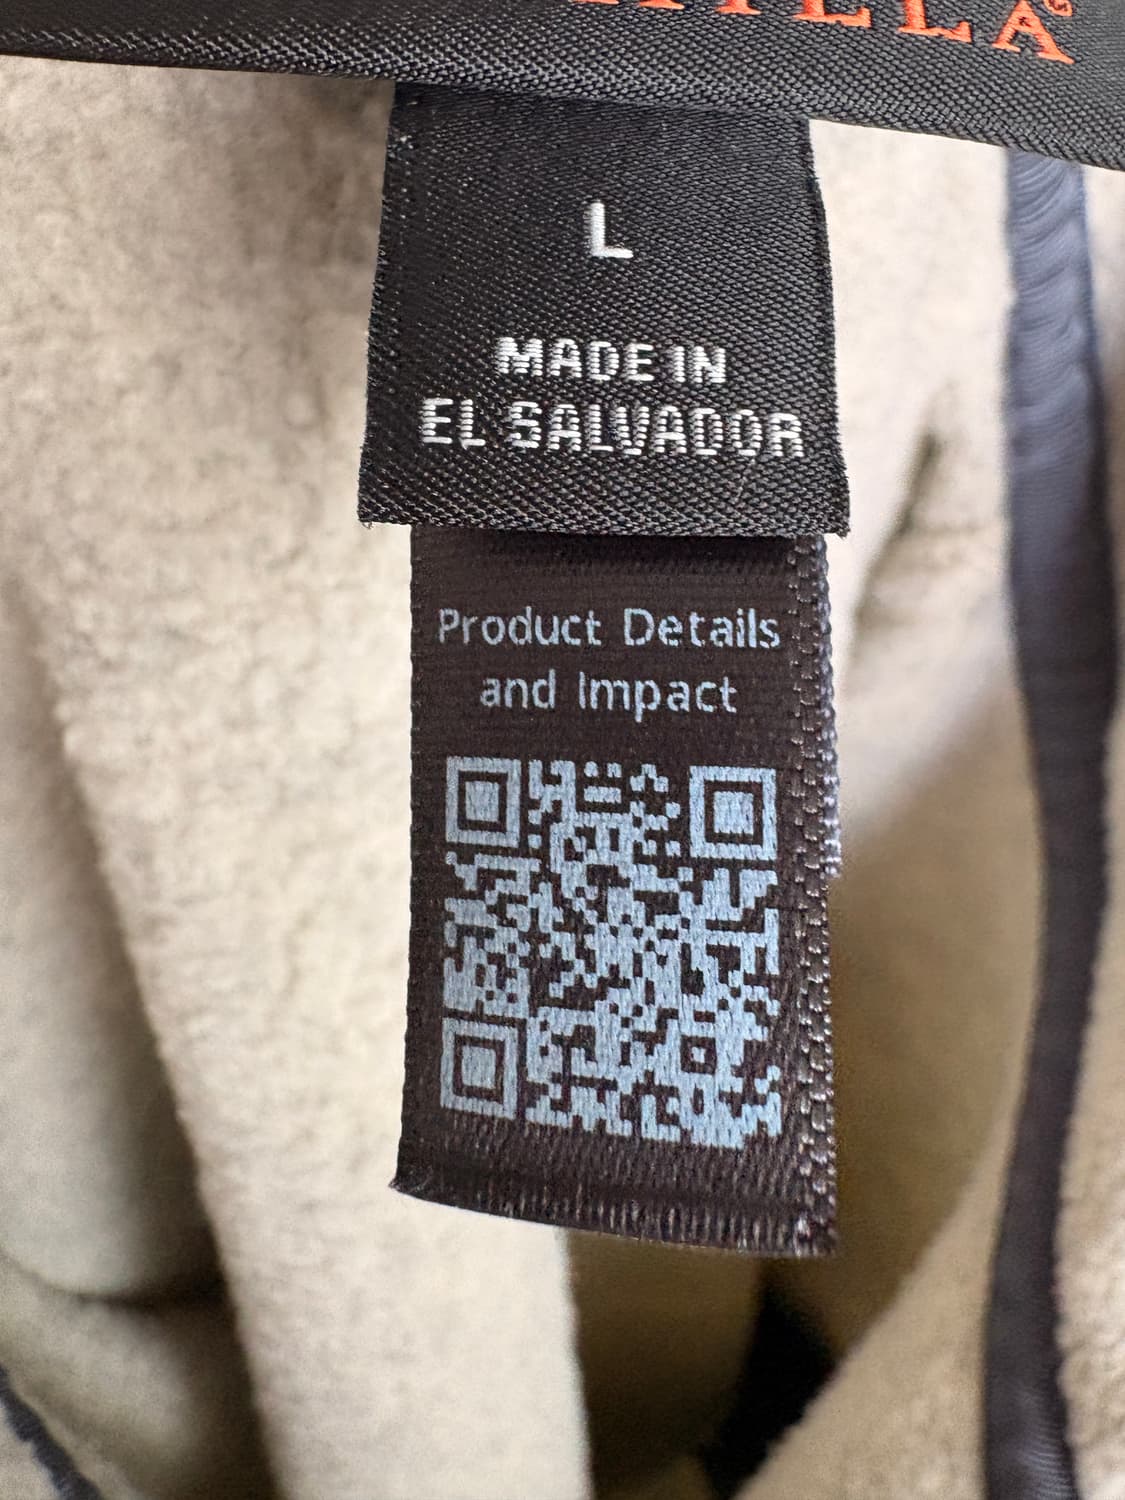 L
MADE IN
EL SALVADOR
Product Details
and Impact